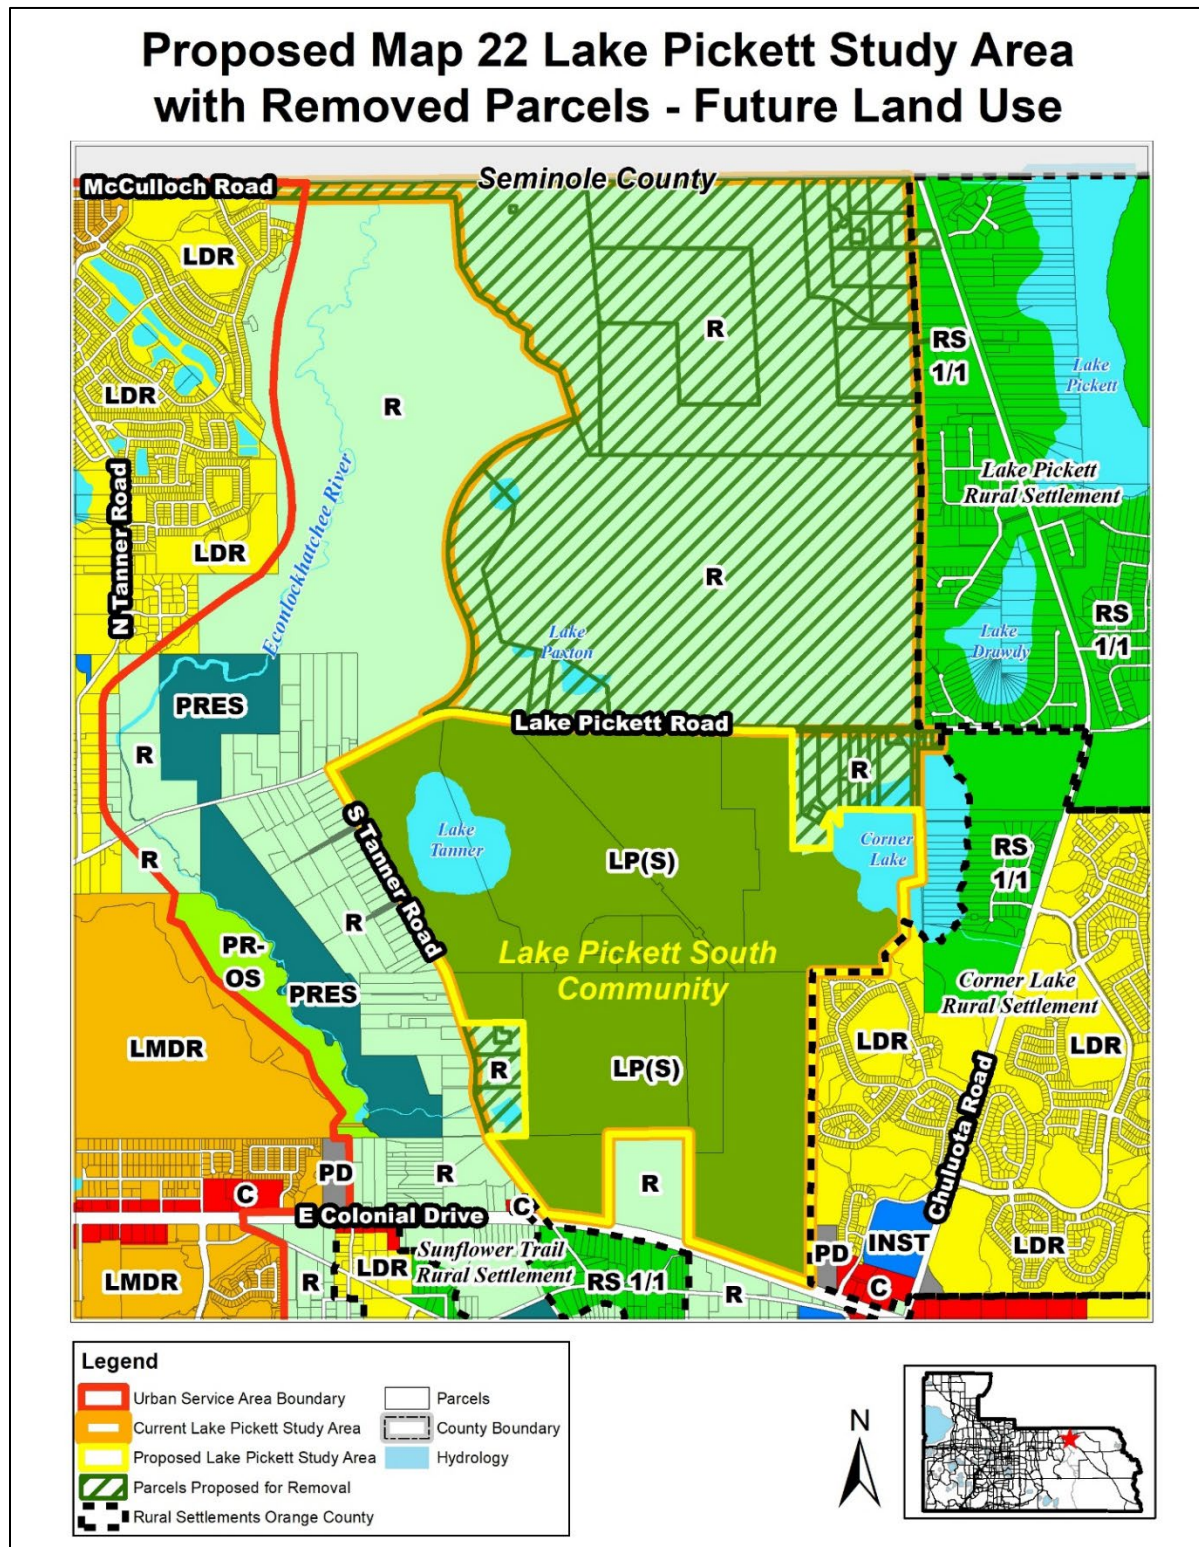 Proposed Map 22 Lake Pickett Study Area
with Removed Parcels - Future Land Use
Seminole County
McCulloch Road
LDR
R
RS
1/1
Lake
Pickett
LDR
R
Lake Pickett
Rural Settlement
N Tanner Road
Econlockhatchee River
LDR
R
RS
1/1
Lake
Paxton
Lake
Drawdy
PRES
R
Lake Pickett Road
R
S Tanner Road
Lake
Tanner
LP(S)
Corner
Lake
RS
1/1
R
R
PR-
OS
PRES
Lake Pickett South
Community
Corner Lake
Rural Settlement
LMDR
LDR
LDR
R
LP(S)
Chuluota Road
PD
R
R
C
C
E Colonial Drive
Sunflower Trail
Rural Settlement
PD
INST
LDR
LMDR
R
LDR
RS 1/1
R
C
Legend
Urban Service Area Boundary
Current Lake Pickett Study Area
Proposed Lake Pickett Study Area
Parcels Proposed for Removal
Rural Settlements Orange County
Parcels
County Boundary
Hydrology
N